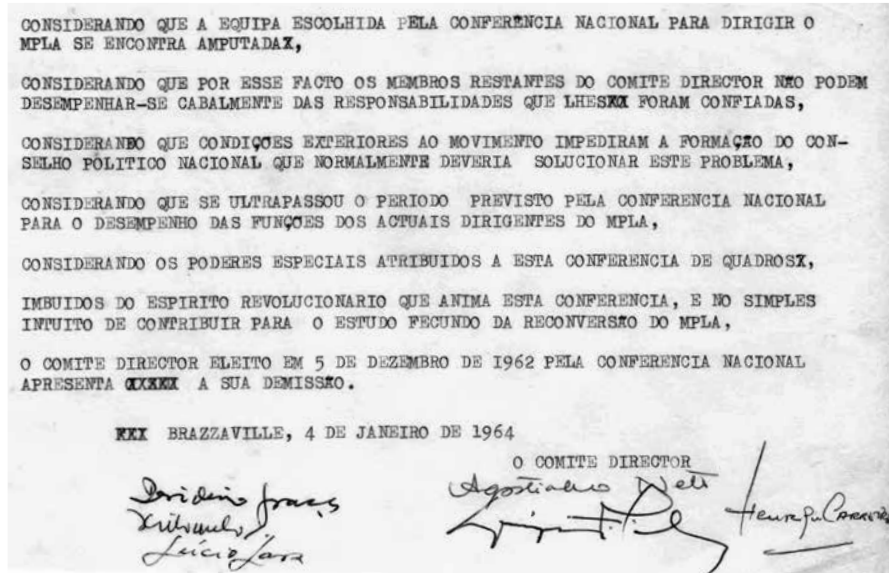 CONSIDERANDO QUE A EQUIPA ESCOLHIDA PELA CONFERÊNCIA NACIONAL PARA DIRIGIR O
MPLA SE ENCONTRA AMPUTADAX,
CONSIDERANDO QUE POR ESSE FACTO OS MEMBROS RESTANTES DO COMITE DIRECTOR NÃO PODEM
DESEMPENHAR-SE CABALMENTE DAS RESPONSABILIDADES QUE LHESXX FORAM CONFIADAS,
CONSIDERANDO QUE CONDIÇOES EXTERIORES AO MOVIMENTO IMPEDIRAM A FORMAÇÃO DO CON-
SELHO POLITICO NACIONAL QUE NORMALMENTE DEVERIA SOLUCIONAR ESTE PROBLEMA,
CONSIDERANDO QUE SE ULTRAPASSOU O PERIODO PREVISTO PELA CONFERENCIA NACIONAL
PARA O DESEMPENHO DAS FUNÇOES DOS ACTUAIS DIRIGENTES DO MPLA,
CONSIDERANDO OS PODERES ESPECIAIS ATRIBUIDOS A ESTA CONFERENCIA DE QUADROSX,
IMBUIDOS DO ESPIRITO REVOLUCIONARIO QUE ANIMA ESTA CONFERENCIA, E NO SIMPLES
INTUITO DE CONTRIBUIR PARA O ESTUDO FECUNDO DA RECONVERSÃO DO MPLA,
O COMITE DIRECTOR ELEITO EM 5 DE DEZEMBRO DE 1962 PELA CONFERENCIA NACIONAL
APRESENTA XXXXX A SUA DEMISSÃO.
XXX BRAZZAVILLE, 4 DE JANEIRO DE 1964
O COMITE DIRECTOR
Agostinho Neto
Henrique Carreira
Lúcio Lara